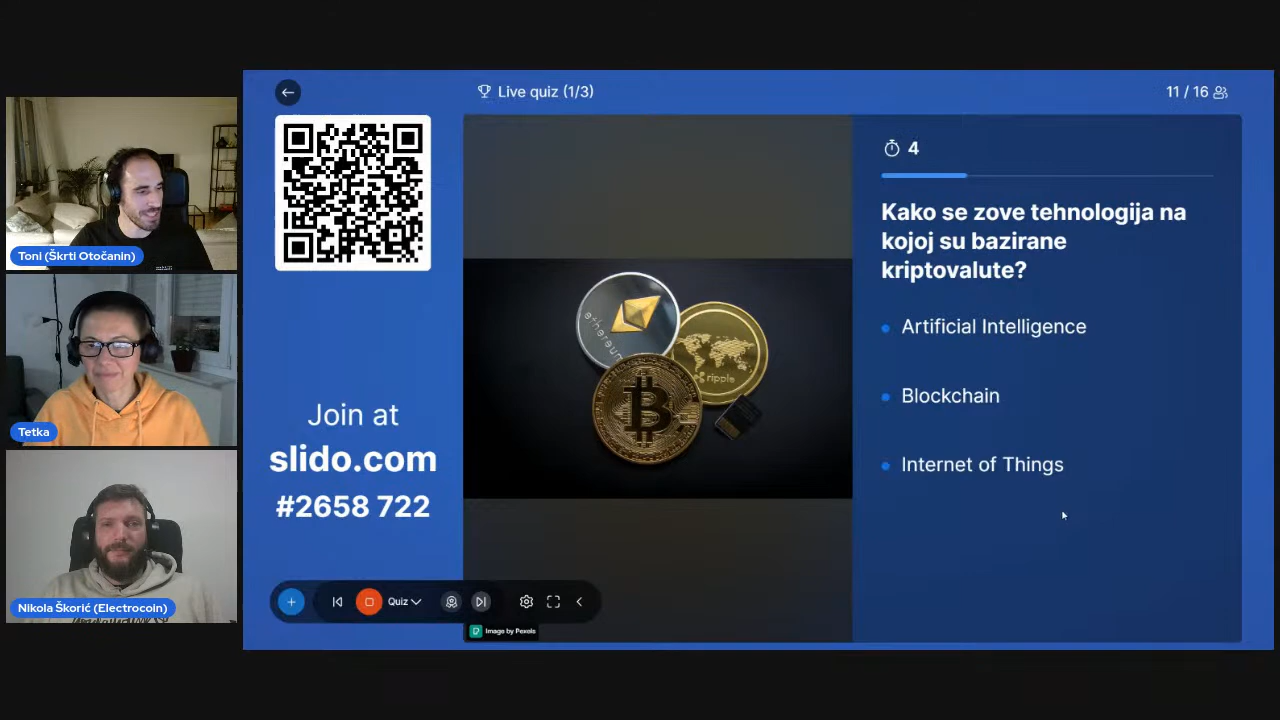 Live quiz (1/3)
11 / 16
4
Kako se zove tehnologija na
kojoj su bazirane
kriptovalute?
Artificial Intelligence
Blockchain
Internet of Things
ethereum
ripple
Join at
slido.com
#2658 722
Quiz
Image by Pexels
Toni (Škrti Otočanin)
Tetka
Nikola Škorić (Electrocoin)